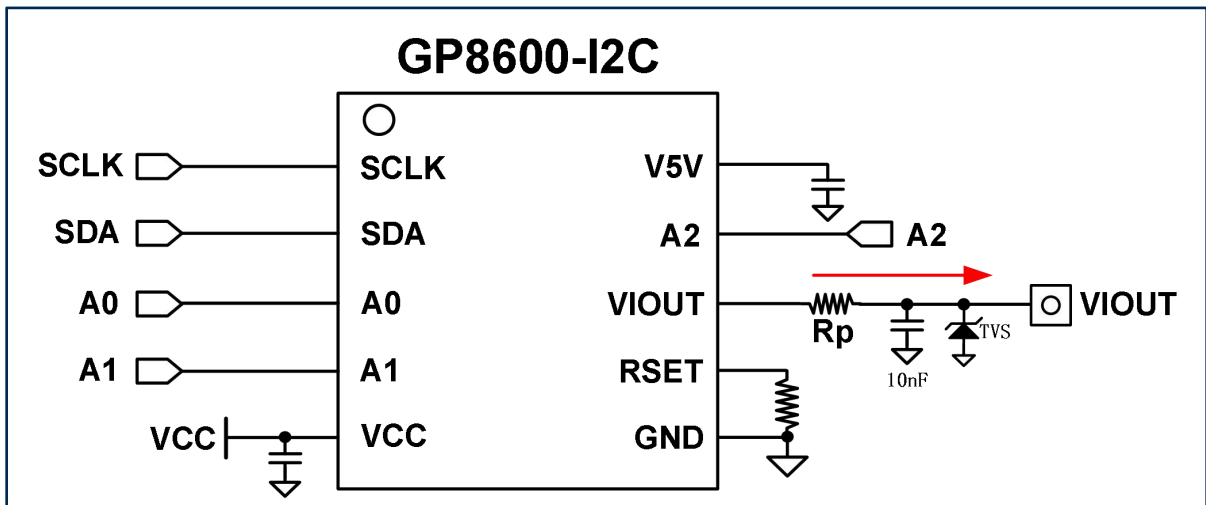 GP8600-I2C
SCLK
SCLK
V5V
SDA
SDA
A2
A2
A0
A0
VIOUT
Rp
TVS
10nF
VIOUT
A1
A1
RSET
VCC
VCC
GND